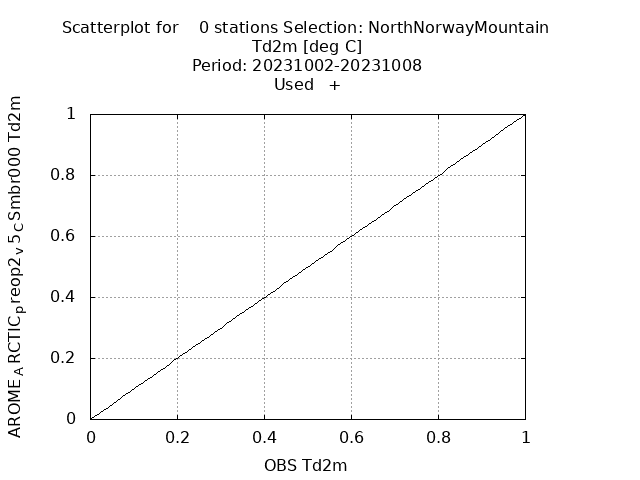 Scatterplot for    0 stations Selection: NorthNorwayMountain
Td2m [deg C]
Period: 20231002-20231008
Used   +
1
0.8
0.6
0.4
0.2
0
0 0.2 0.4 0.6 0.8 1
OBS Td2m
AROME_ARCTIC_preop2_v5_CSmbr000 Td2m